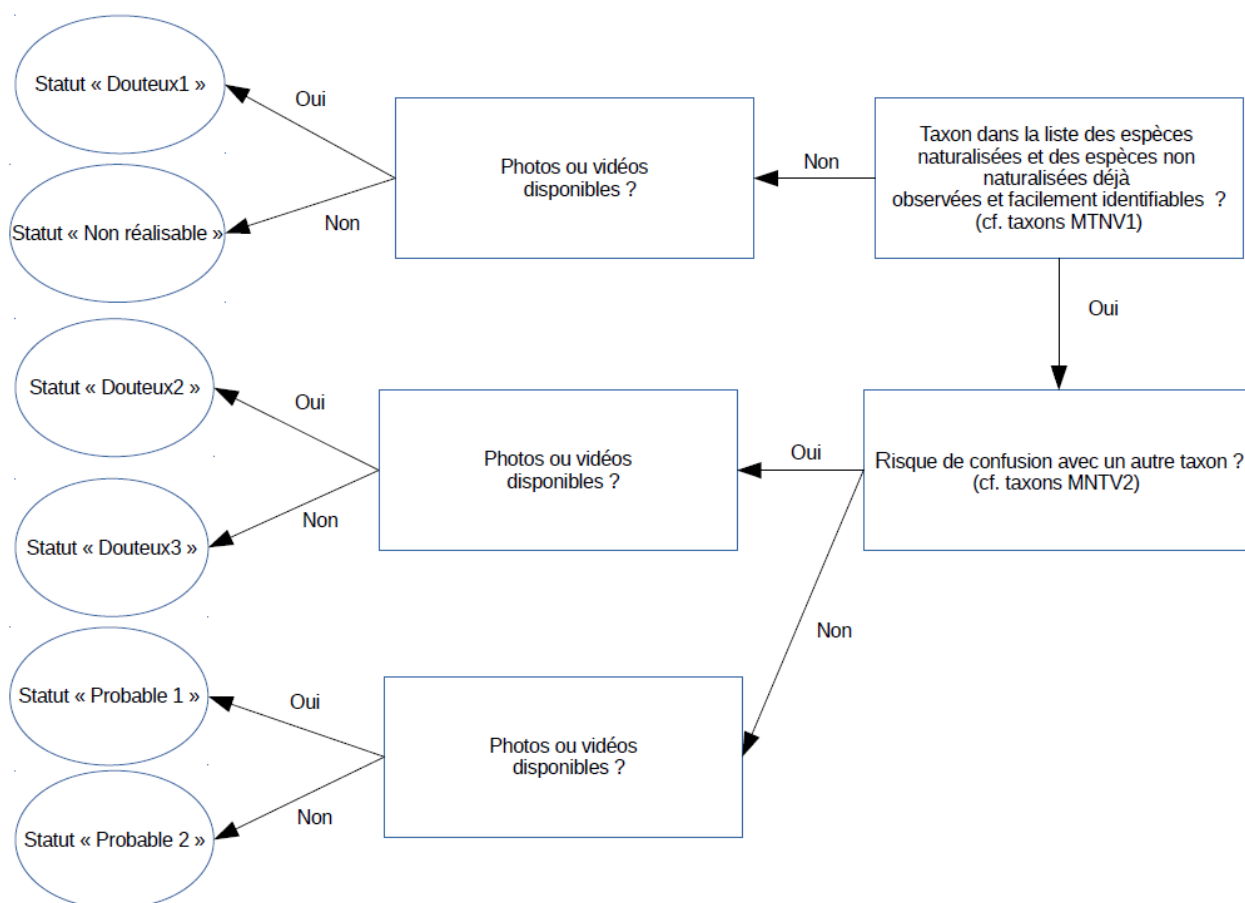 Statut « Douteux1 »
Oui
Photos ou vidéos
disponibles ?
Non
Taxon dans la liste des espèces
naturalisées et des espèces non
naturalisées déjà
observées et facilement identifiables ?
(cf. taxons MTNV1)
Non
Statut « Non réalisable »
Oui
Statut « Douteux2 »
Oui
Photos ou vidéos
disponibles ?
Oui
Risque de confusion avec un autre taxon ?
(cf. taxons MNTV2)
Non
Statut « Douteux3 »
Non
Statut « Probable 1 »
Oui
Photos ou vidéos
disponibles ?
Non
Statut « Probable 2 »